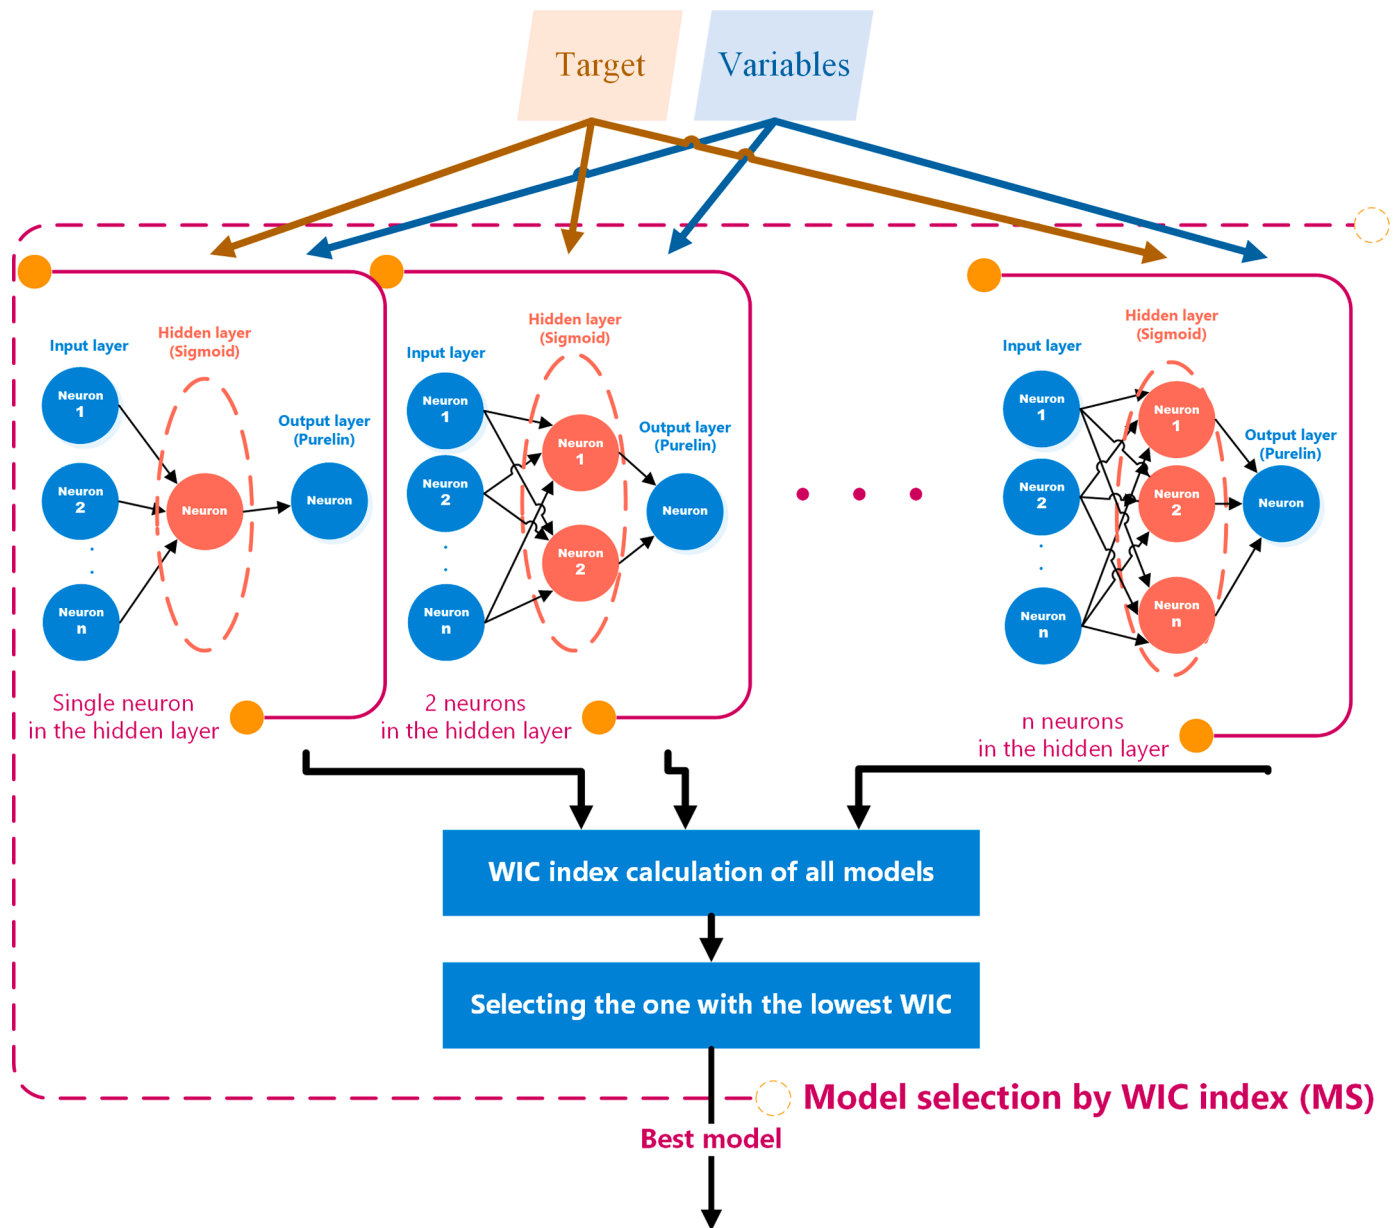 Target
Variables
Input layer
Hidden layer
(Sigmoid)
Output layer
(Purelin)
Neuron
1
Neuron
2
Neuron
n
Neuron
Neuron
Single neuron
in the hidden layer
Input layer
Hidden layer
(Sigmoid)
Output layer
(Purelin)
Neuron
1
Neuron
2
Neuron
n
Neuron
1
Neuron
2
Neuron
2 neurons
in the hidden layer
Input layer
Hidden layer
(Sigmoid)
Output layer
(Purelin)
Neuron
1
Neuron
2
Neuron
n
Neuron
1
Neuron
2
Neuron
n
Neuron
n neurons
in the hidden layer
WIC index calculation of all models
Selecting the one with the lowest WIC
Model selection by WIC index (MS)
Best model